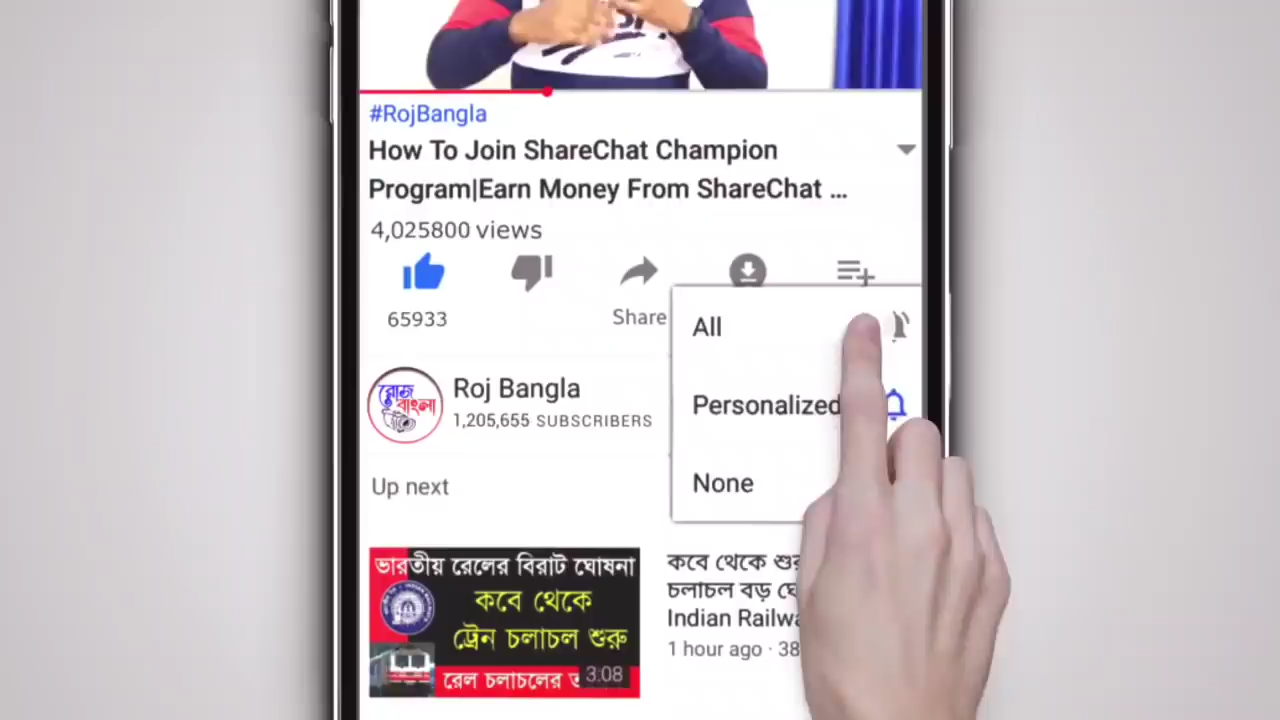 #RojBangla
How To Join ShareChat Champion
Program|Earn Money From ShareChat ...
4,025800 views
65933
Share
All
Personalized
None
রোজ
বাংলা
Roj Bangla
1,205,655 SUBSCRIBERS
Up next
ভারতীয় রেলের বিরাট ঘোষনা
কবে থেকে
ট্রেন চলাচল শুরু
3:08
রেল চলাচলের
কবে থেকে
চলাচল বড়
Indian
1 hour ago · 38